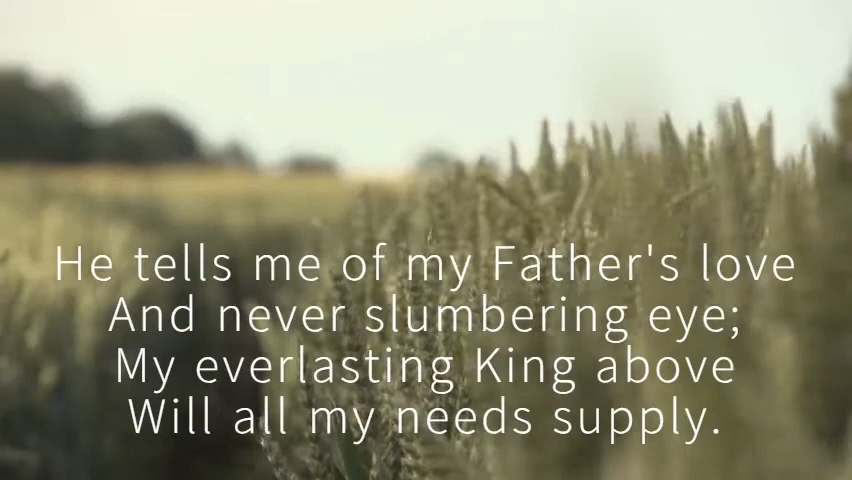 He tells me of my Father's love
And never slumbering eye;
My everlasting King above
Will all my needs supply.